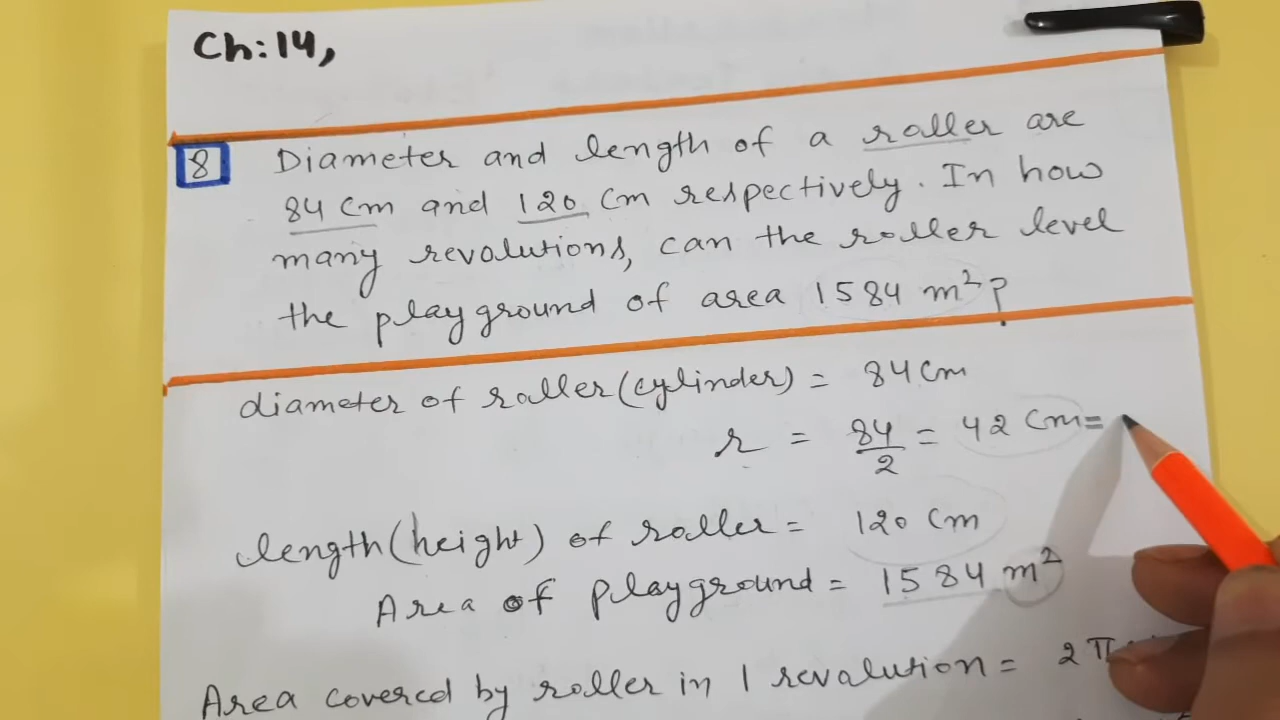 Ch:14,
8 Diameter and length of a roller are
84 cm and 120 cm respectively. In how
many revolutions, can the roller level
the playground of area 1584 m²?
diameter of roller (cylinder) = 84 cm
r = 84/2 = 42 cm =
length (height) of roller = 120 cm
Area of playground = 1584 m²
Area covered by roller in 1 revolution = 2π